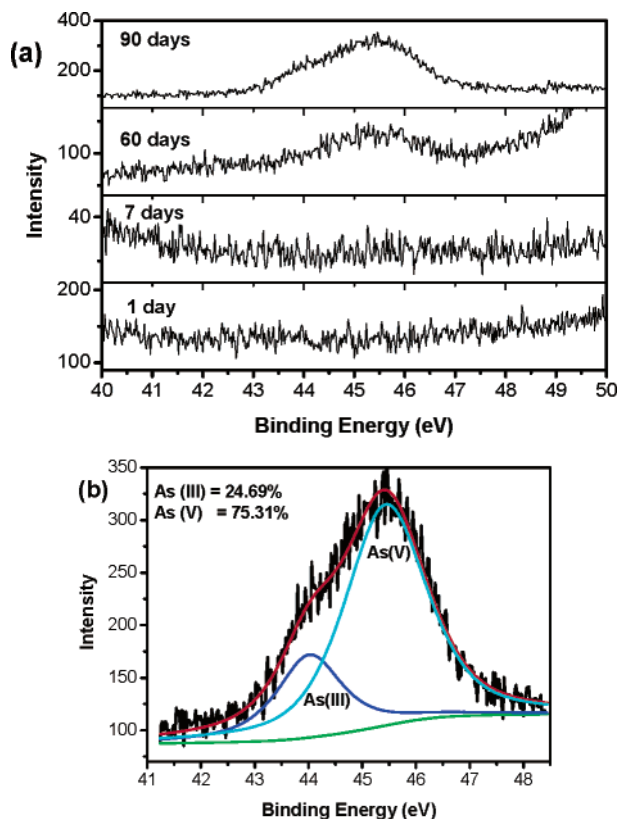 (a)
400
200
90 days
100
60 days
40
7 days
200
100
1 day
Intensity
40 41 42 43 44 45 46 47 48 49 50
Binding Energy (eV)
(b)
350
300
250
200
150
100
As (III) = 24.69%
As (V) = 75.31%
As(V)
As(III)
Intensity
41 42 43 44 45 46 47 48
Binding Energy (eV)